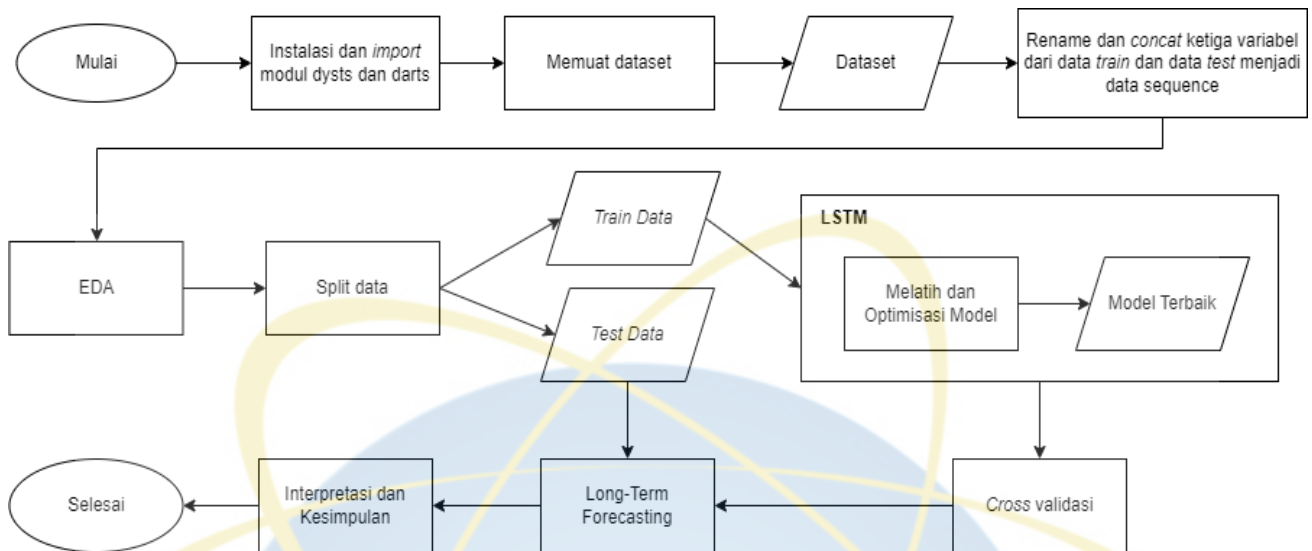 Mulai
Instalasi dan import
modul dysts dan darts
Memuat dataset
Dataset
Rename dan concat ketiga variabel
dari data train dan data test menjadi
data sequence
EDA
Split data
Train Data
Test Data
LSTM
Melatih dan
Optimisasi Model
Model Terbaik
Selesai
Interpretasi dan
Kesimpulan
Long-Term
Forecasting
Cross validasi